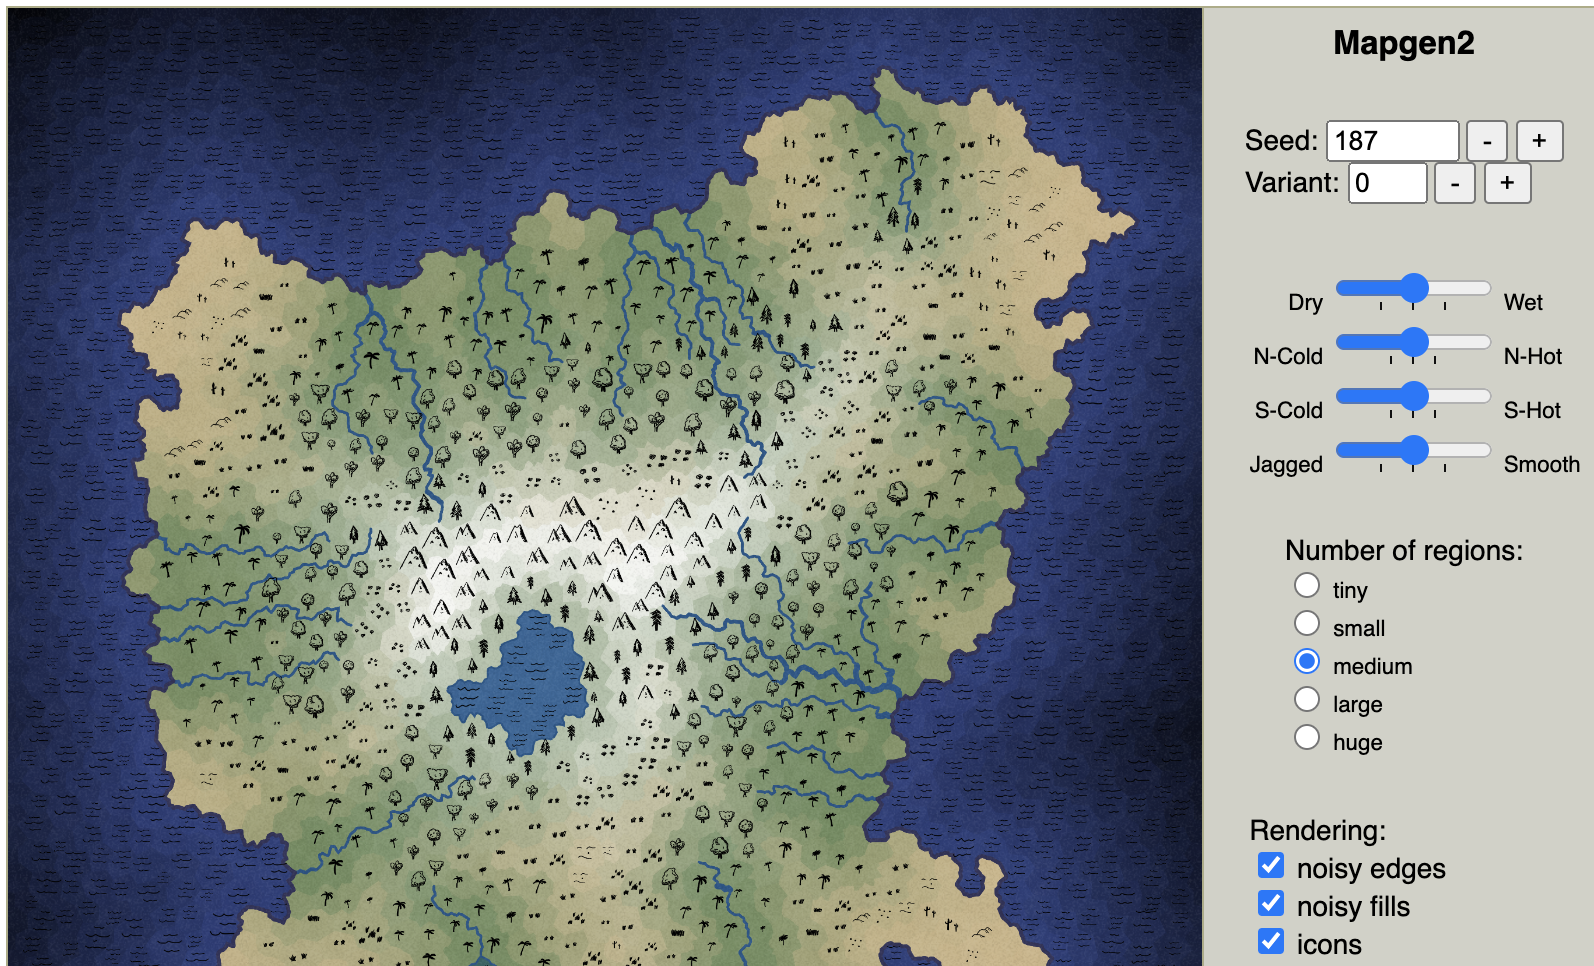 Mapgen2
Seed: 187 - +
Variant: 0 - +
Dry Wet
N-Cold N-Hot
S-Cold S-Hot
Jagged Smooth
Number of regions:
tiny
small
medium
large
huge
Rendering:
noisy edges
noisy fills
icons